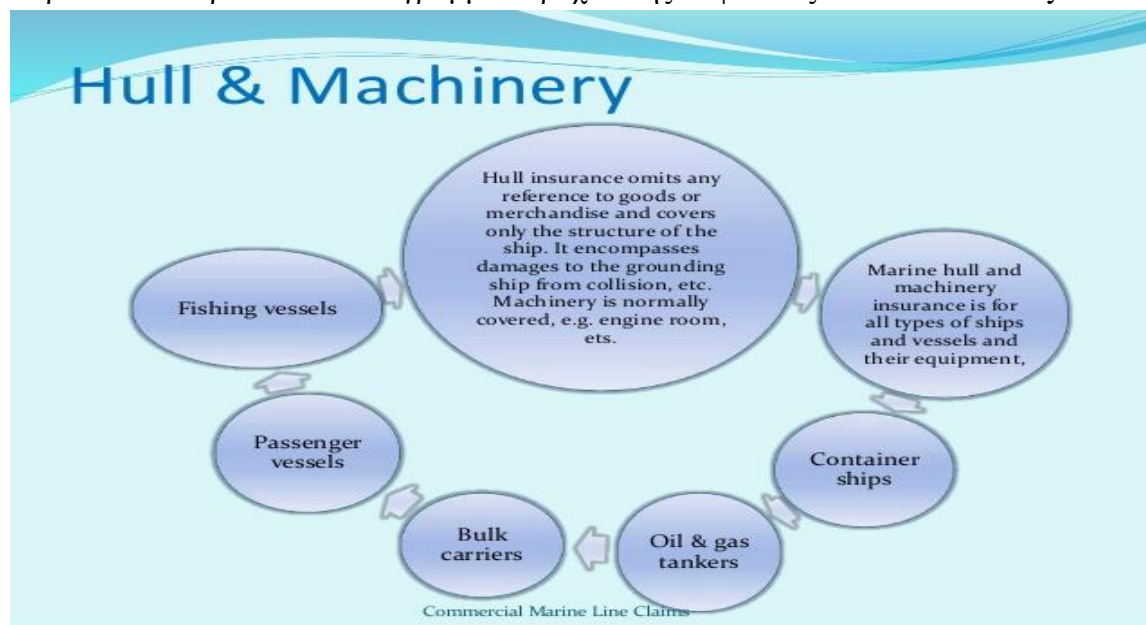 Hull & Machinery
Hull insurance omits any
reference to goods or
merchandise and covers
only the structure of the
ship. It encompasses
damages to the grounding
ship from collision, etc.
Machinery is normally
covered, e.g. engine room,
ets.
Marine hull and
machinery
insurance is for
all types of ships
and vessels and
their equipment,
Container
ships
Oil & gas
tankers
Bulk
carriers
Passenger
vessels
Fishing vessels
Commercial Marine Line Claims